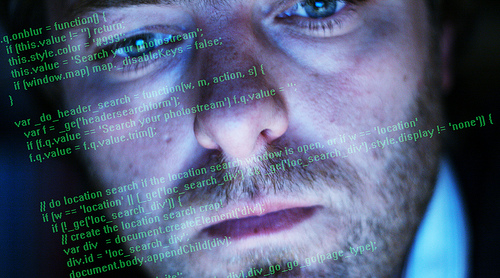 .q.onblur = function() {
if (this.value != '') return;
this.style.color = '#999';
this.value = 'Search your photostream';
if (window.map) map._disableKeys = false;
}
var _do_header_search = function(w, m, action, s) {
var f = _ge('headersearchform');
if (f.q.value == 'Search your photostream') f.q.value = '';
f.q.value = f.q.value.trim();
// do location search if the location search window is open, or if w == 'location'
if (w == 'location' || (_ge('loc_search_div') && _ge('loc_search_div').style.display != 'none')) {
if (!_ge('loc_search_div')) {
// create the location search crap!
var div = document.createElement('div');
div.id = 'loc_search_div';
document.body.appendChild(div);